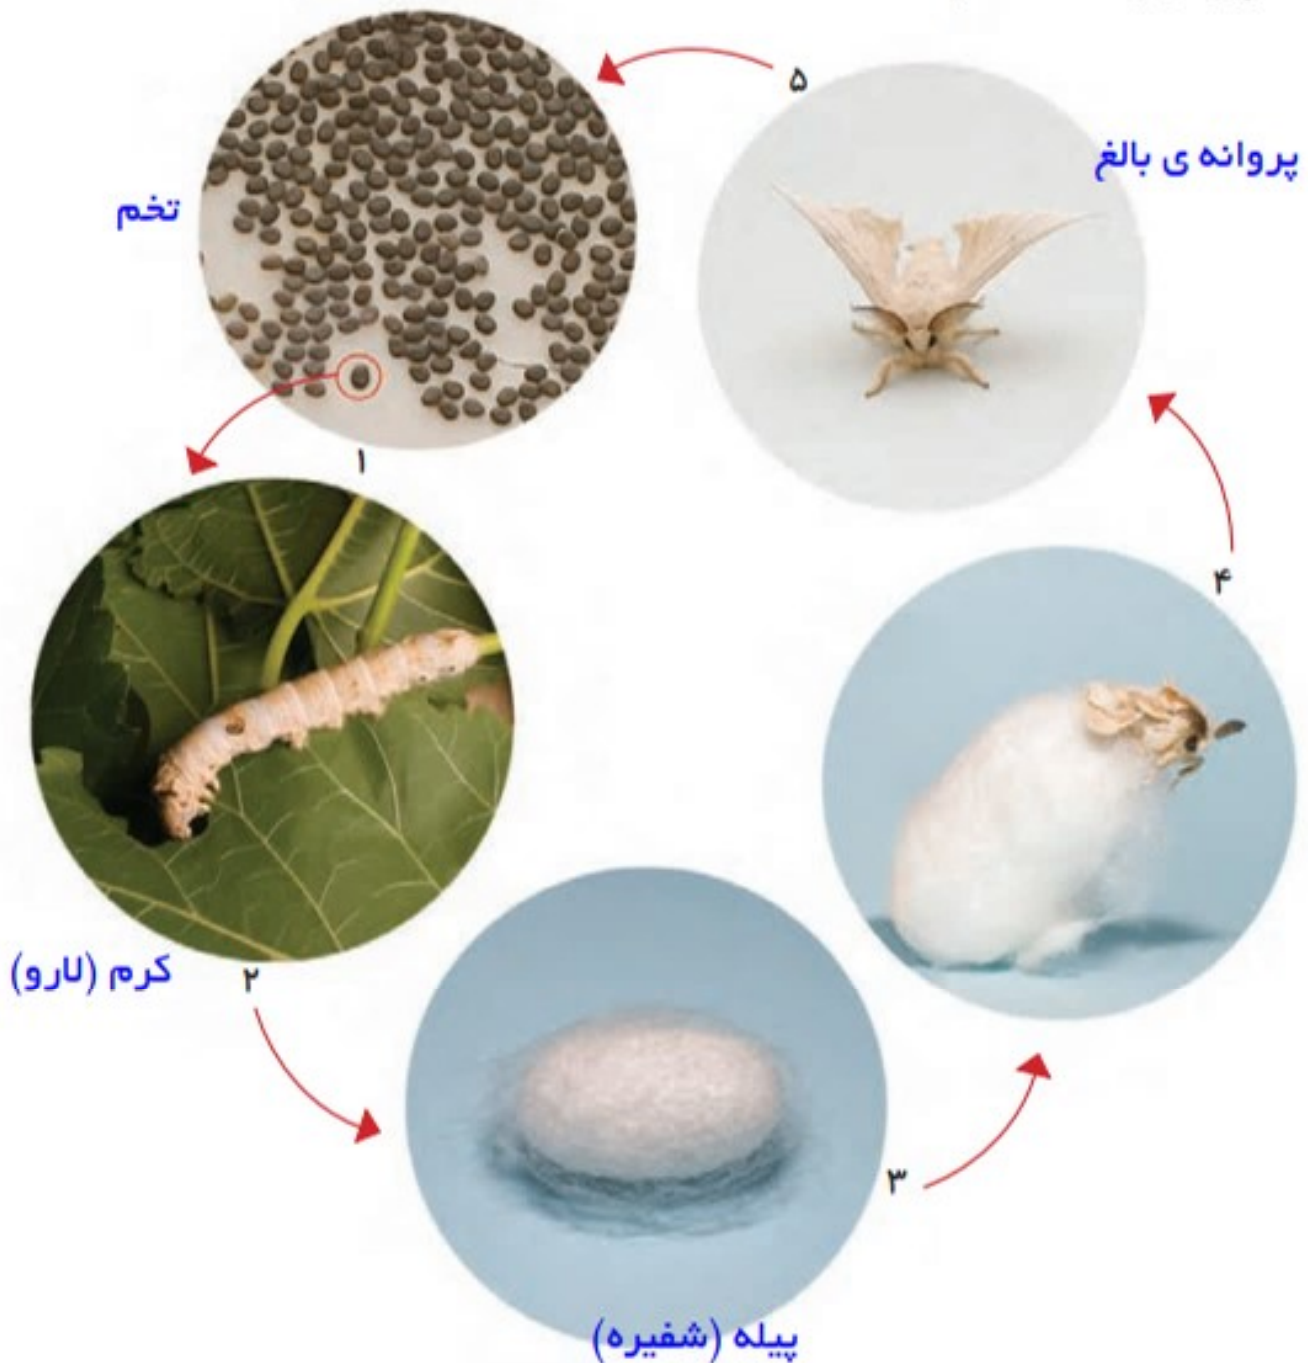 ۵
پروانه ی بالغ
تخم
۱
۴
کرم (لارو)
۲
۳
پیله (شفیره)